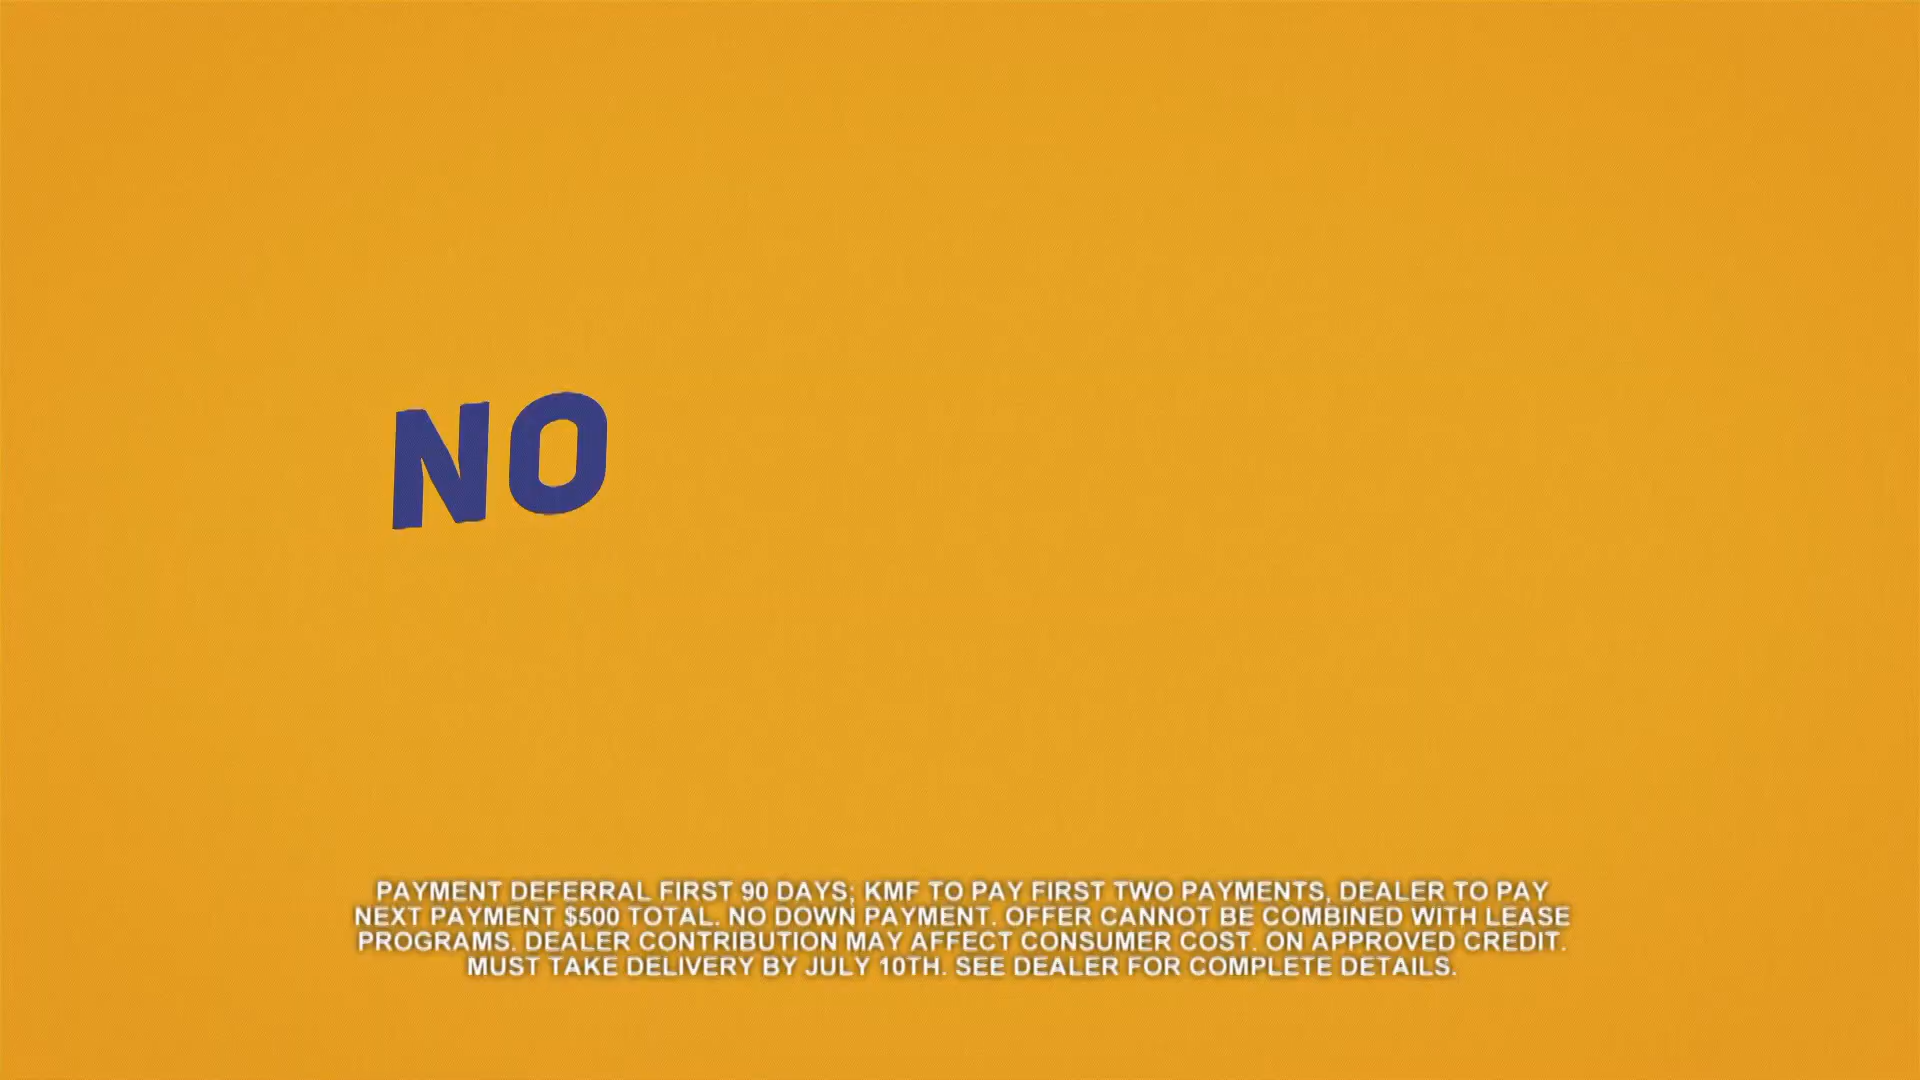 NO
PAYMENT DEFERRAL FIRST 90 DAYS; KMF TO PAY FIRST TWO PAYMENTS, DEALER TO PAY
NEXT PAYMENT $500 TOTAL. NO DOWN PAYMENT. OFFER CANNOT BE COMBINED WITH LEASE
PROGRAMS. DEALER CONTRIBUTION MAY AFFECT CONSUMER COST. ON APPROVED CREDIT.
MUST TAKE DELIVERY BY JULY 10TH. SEE DEALER FOR COMPLETE DETAILS.